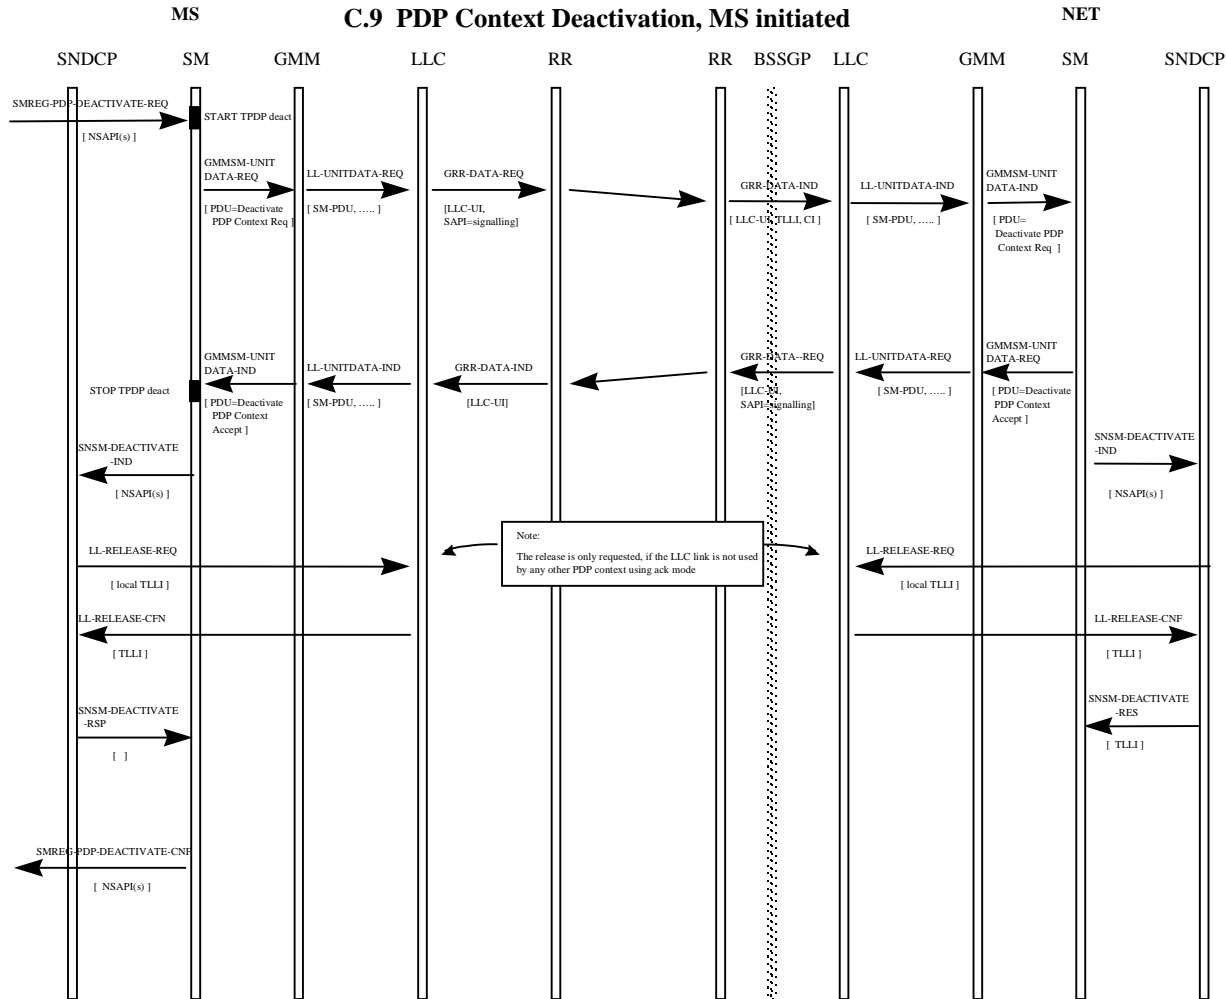 MS
C.9 PDP Context Deactivation, MS initiated
NET
SNDCP SM GMM LLC RR RR BSSGP LLC GMM SM SNDCP
SMREG-PDP-DEACTIVATE-REQ
[ NSAPI(s) ]
START TPDP deact
GMMSM-UNIT
DATA-REQ
[ PDU=Deactivate
PDP Context Req ]
LL-UNITDATA-REQ
[ SM-PDU, ..... ]
GRR-DATA-REQ
[LLC-UI,
SAPI=signalling]
GRR-DATA-IND
[ LLC-UI, TLLI, CI ]
LL-UNITDATA-IND
[ SM-PDU, ..... ]
GMMSM-UNIT
DATA-IND
[ PDU=
Deactivate PDP
Context Req ]
STOP TPDP deact
GMMSM-UNIT
DATA-IND
[ PDU=Deactivate
PDP Context
Accept ]
LL-UNITDATA-IND
[ SM-PDU, ..... ]
GRR-DATA-IND
[LLC-UI]
GRR-DATA--REQ
[LLC-UI,
SAPI=signalling]
LL-UNITDATA-REQ
[ SM-PDU, ..... ]
GMMSM-UNIT
DATA-REQ
[ PDU=Deactivate
PDP Context
Accept ]
SNSM-DEACTIVATE
-IND
[ NSAPI(s) ]
SNSM-DEACTIVATE
-IND
[ NSAPI(s) ]
LL-RELEASE-REQ
[ local TLLI ]
Note:
The release is only requested, if the LLC link is not used
by any other PDP context using ack mode
LL-RELEASE-REQ
[ local TLLI ]
LL-RELEASE-CFN
[ TLLI ]
LL-RELEASE-CNF
[ TLLI ]
SNSM-DEACTIVATE
-RSP
[ ]
SNSM-DEACTIVATE
-RES
[ TLLI ]
SMREG-PDP-DEACTIVATE-CNF
[ NSAPI(s) ]